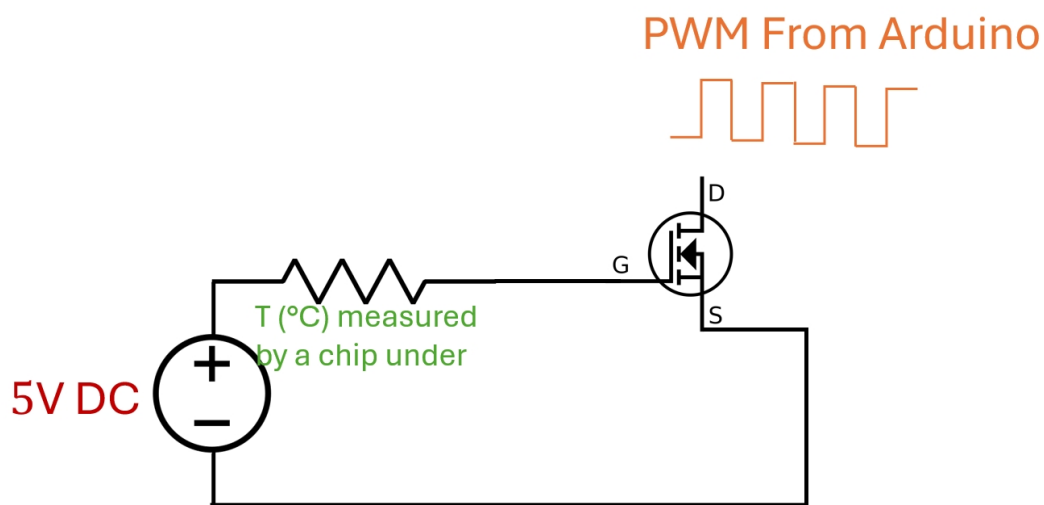 PWM From Arduino
D
G
T (°C) measured
by a chip under
S
5V DC